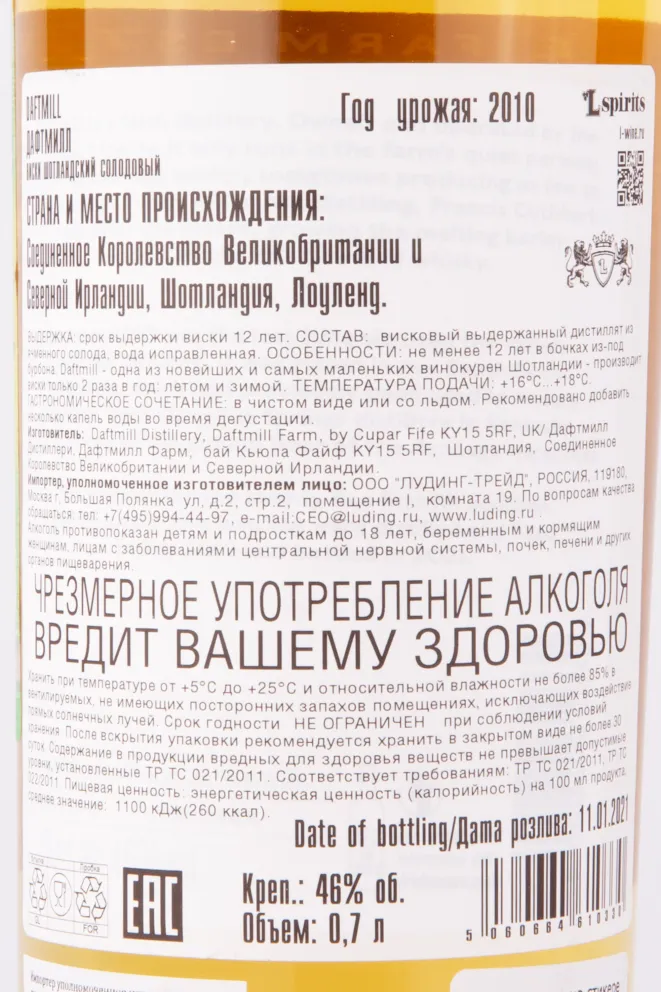 DAFTMILL
ДАФТМИЛЛ
ВИСКИ ШОТЛАНДСКИЙ СОЛОДОВЫЙ
Год урожая: 2010
L spirits
l-wine.ru
СТРАНА И МЕСТО ПРОИСХОЖДЕНИЯ:
Соединенное Королевство Великобритании и
Северной Ирландии, Шотландия, Лоуленд.
ВЫДЕРЖКА: срок выдержки виски 12 лет. СОСТАВ: висковый выдержанный дистиллят из
ячменного солода, вода исправленная. ОСОБЕННОСТИ: не менее 12 лет в бочках из-под
бурбона. Daftmill - одна из новейших и самых маленьких винокурен Шотландии - производит
виски только 2 раза в год: летом и зимой. ТЕМПЕРАТУРА ПОДАЧИ: +16°С...+18°С.
ГАСТРОНОМИЧЕСКОЕ СОЧЕТАНИЕ: в чистом виде или со льдом. Рекомендовано добавить
несколько капель воды во время дегустации.
Изготовитель: Daftmill Distillery, Daftmill Farm, by Cupar Fife KY15 5RF, UK/ Дафтмилл
Дистиллери. Дафтмилл Фарм, бай Кьюпа Файф KY15 5RF, Шотландия, Соединенное
Королевство Великобритании и Северной Ирландии.
Импортер, уполномоченное изготовителем лицо: ООО "ЛУДИНГ-ТРЕЙД", РОССИЯ, 119180,
Москва г, Большая Полянка ул, д.2, стр.2, помещение I, комната 19. По вопросам качества
обращаться: тел: +7(495)994-44-97, e-mail:CEO@luding.ru, www.luding.ru .
Алкоголь противопоказан детям и подросткам до 18 лет, беременным и кормящим
женщинам, лицам с заболеваниями центральной нервной системы, почек, печени и других
органов пищеварения.
ЧРЕЗМЕРНОЕ УПОТРЕБЛЕНИЕ АЛКОГОЛЯ
ВРЕДИТ ВАШЕМУ ЗДОРОВЬЮ
Хранить при температуре от +5°С до +25°С и относительной влажности не более 85% в
вентилируемых, не имеющих посторонних запахов помещениях, исключающих воздействие
прямых солнечных лучей. Срок годности НЕ ОГРАНИЧЕН при соблюдении условий
хранения После вскрытия упаковки рекомендуется хранить в закрытом виде не более 30
суток Содержание в продукции вредных для здоровья веществ не превышает допустимые
уровни, установленные ТР ТС 021/2011. Соответствует требованиям: ТР ТС 021/2011, ТР ТС
022/2011. Пищевая ценность: энергетическая ценность (калорийность) на 100 мл продукта,
среднее значение: 1100 кДж(260 ккал).
Date of bottling/Дата розлива: 11.01.2021
Пробка
GL
FOR
EAC
Креп.: 46% об.
Объем: 0,7 л
5 060664 610330